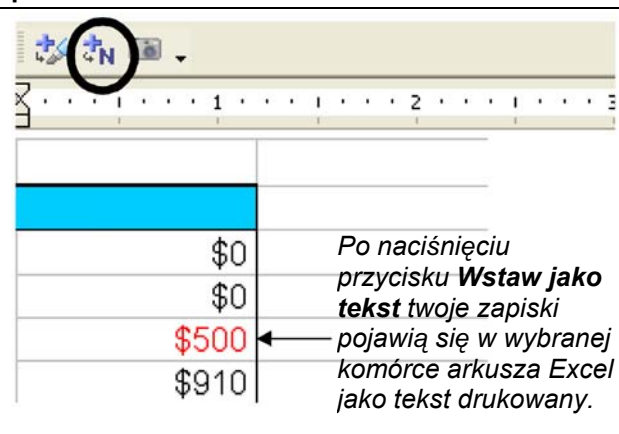 N
1 2 3
$0
$0
$500
$910
Po naciśnięciu
przycisku Wstaw jako
tekst twoje zapiski
pojawią się w wybranej
komórce arkusza Excel
jako tekst drukowany.